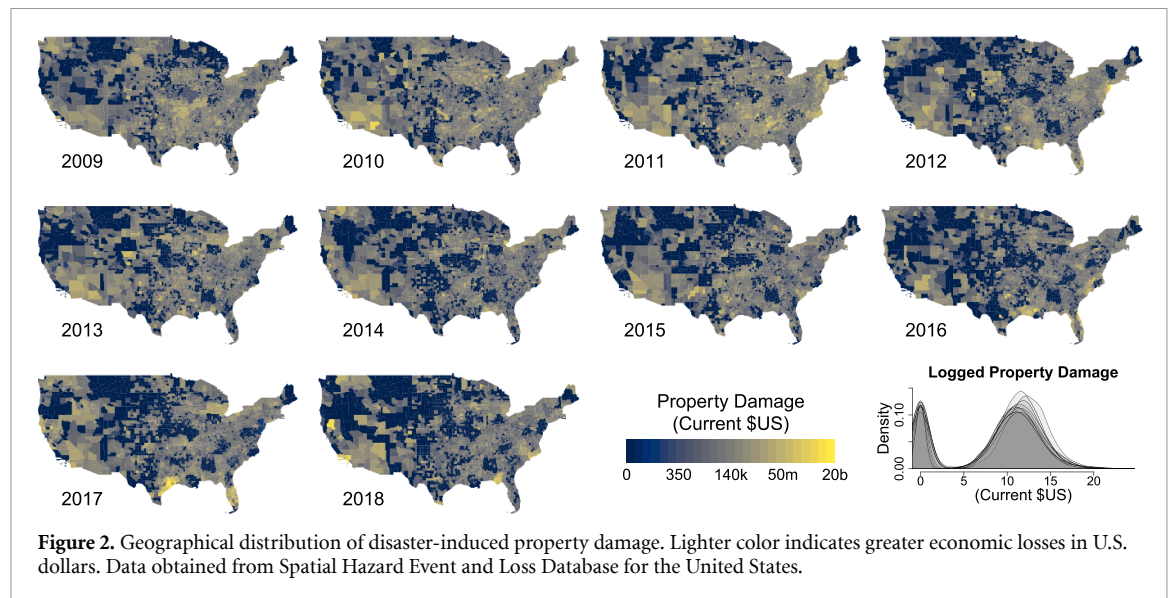 2009
2010
2011
2012
2013
2014
2015
2016
2017
2018
Property Damage
(Current $US)
0 350 140k 50m 20b
Logged Property Damage
Density
0.00 0.10
0 5 10 15 20
(Current $US)
Figure 2. Geographical distribution of disaster-induced property damage. Lighter color indicates greater economic losses in U.S.
dollars. Data obtained from Spatial Hazard Event and Loss Database for the United States.